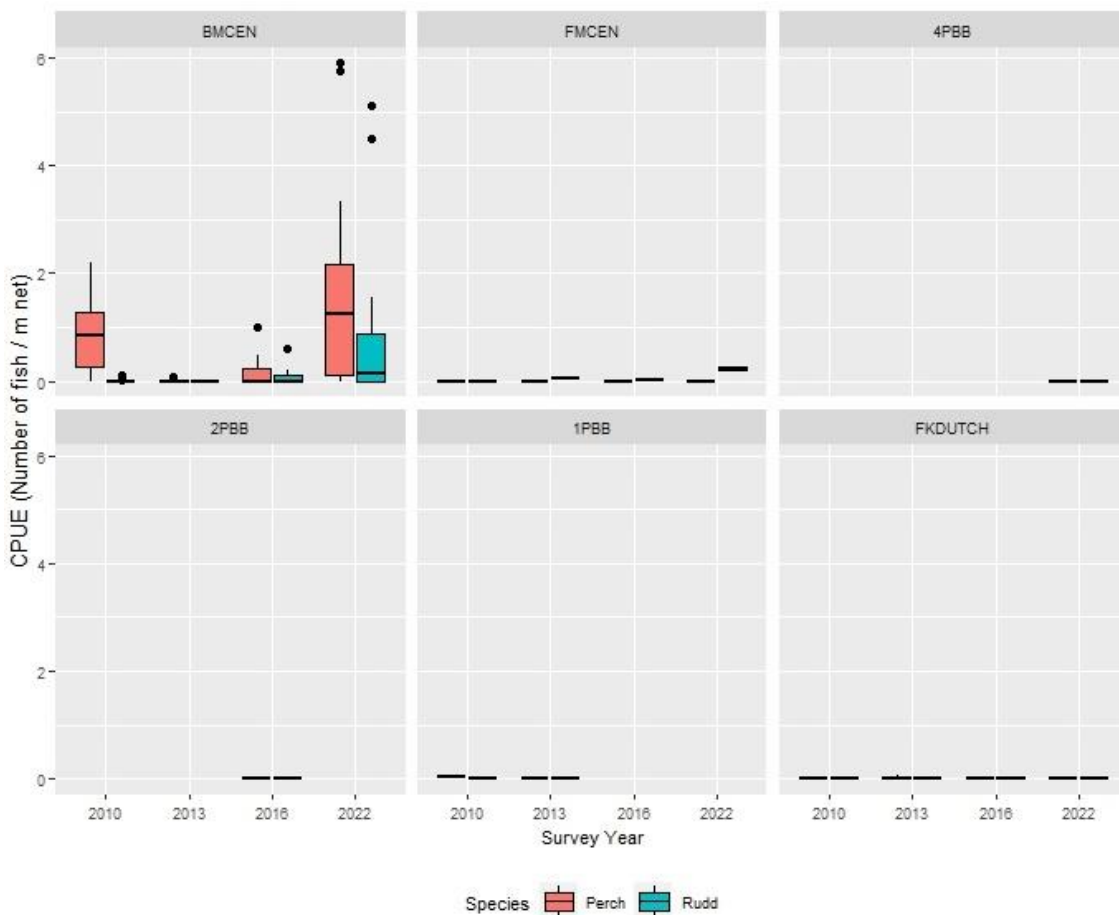 BMCEN FMCEN 4PBB
6
4
2
0
2PBB 1PBB FKDUTCH
6
4
2
0
2010 2013 2016 2022 2010 2013 2016 2022 2010 2013 2016 2022
Survey Year
CPUE (Number of fish / m net)
Species Perch Rudd